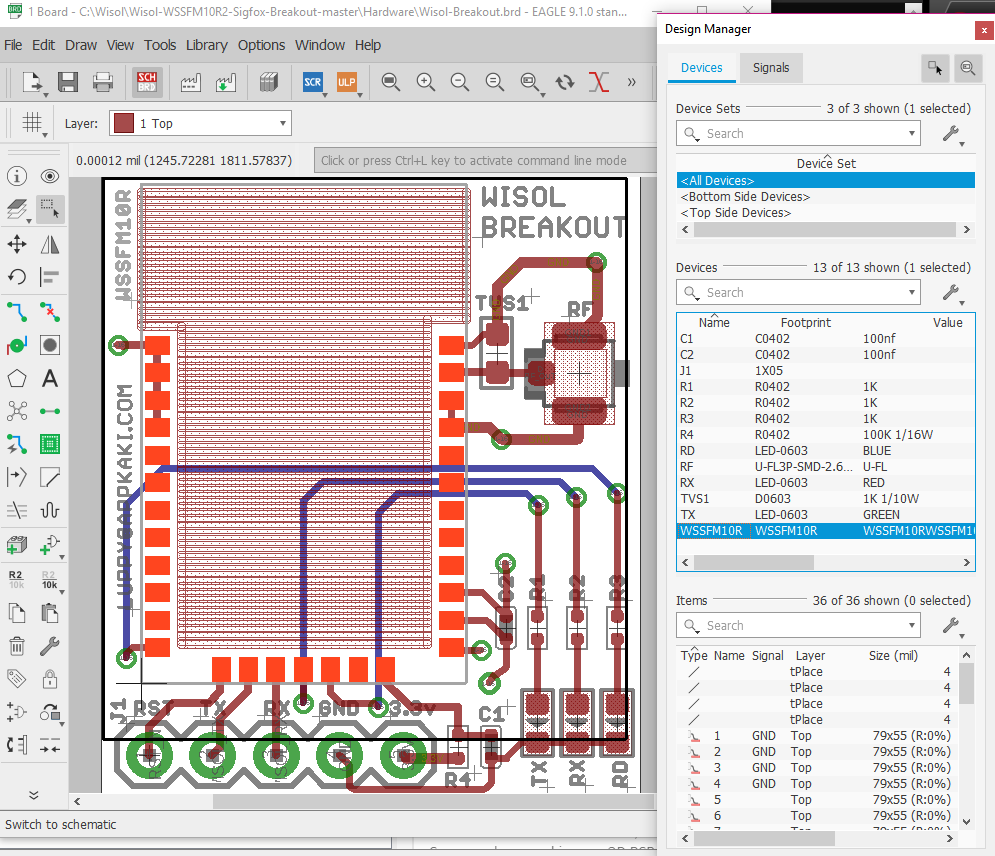 1 Board - C:\Wisol\Wisol-WSSFM10R2-Sigfox-Breakout-master\Hardware\Wisol-Breakout.brd - EAGLE 9.1.0 stan...
File Edit Draw View Tools Library Options Window Help
SCH BRD SCR ULP »
Layer: 1 Top
0.00012 mil (1245.72281 1811.57837)
Click or press Ctrl+L key to activate command line mode
R2 R2
10k 10k
WSSFM10R
WISOL
BREAKOUT
TVS1
RF
C2
R1
R2
R3
J1 RST TX RX GND 3.3v
C1
R4
TX
RX
RD
Switch to schematic
Design Manager
x
Devices Signals
Device Sets 3 of 3 shown (1 selected)
Search
Device Set
<All Devices>
<Bottom Side Devices>
<Top Side Devices>
Devices 13 of 13 shown (1 selected)
Search
Name Footprint Value
C1 C0402 100nf
C2 C0402 100nf
J1 1X05
R1 R0402 1K
R2 R0402 1K
R3 R0402 1K
R4 R0402 100K 1/16W
RD LED-0603 BLUE
RF U-FL3P-SMD-2.6... U-FL
RX LED-0603 RED
TVS1 D0603 1K 1/10W
TX LED-0603 GREEN
WSSFM10R WSSFM10R WSSFM10RWSSFM10
Items 36 of 36 shown (0 selected)
Search
Type Name Signal Layer Size (mil)
tPlace 4
tPlace 4
tPlace 4
tPlace 4
1 GND Top 79x55 (R:0%)
2 GND Top 79x55 (R:0%)
3 GND Top 79x55 (R:0%)
4 GND Top 79x55 (R:0%)
5 Top 79x55 (R:0%)
6 Top 79x55 (R:0%)